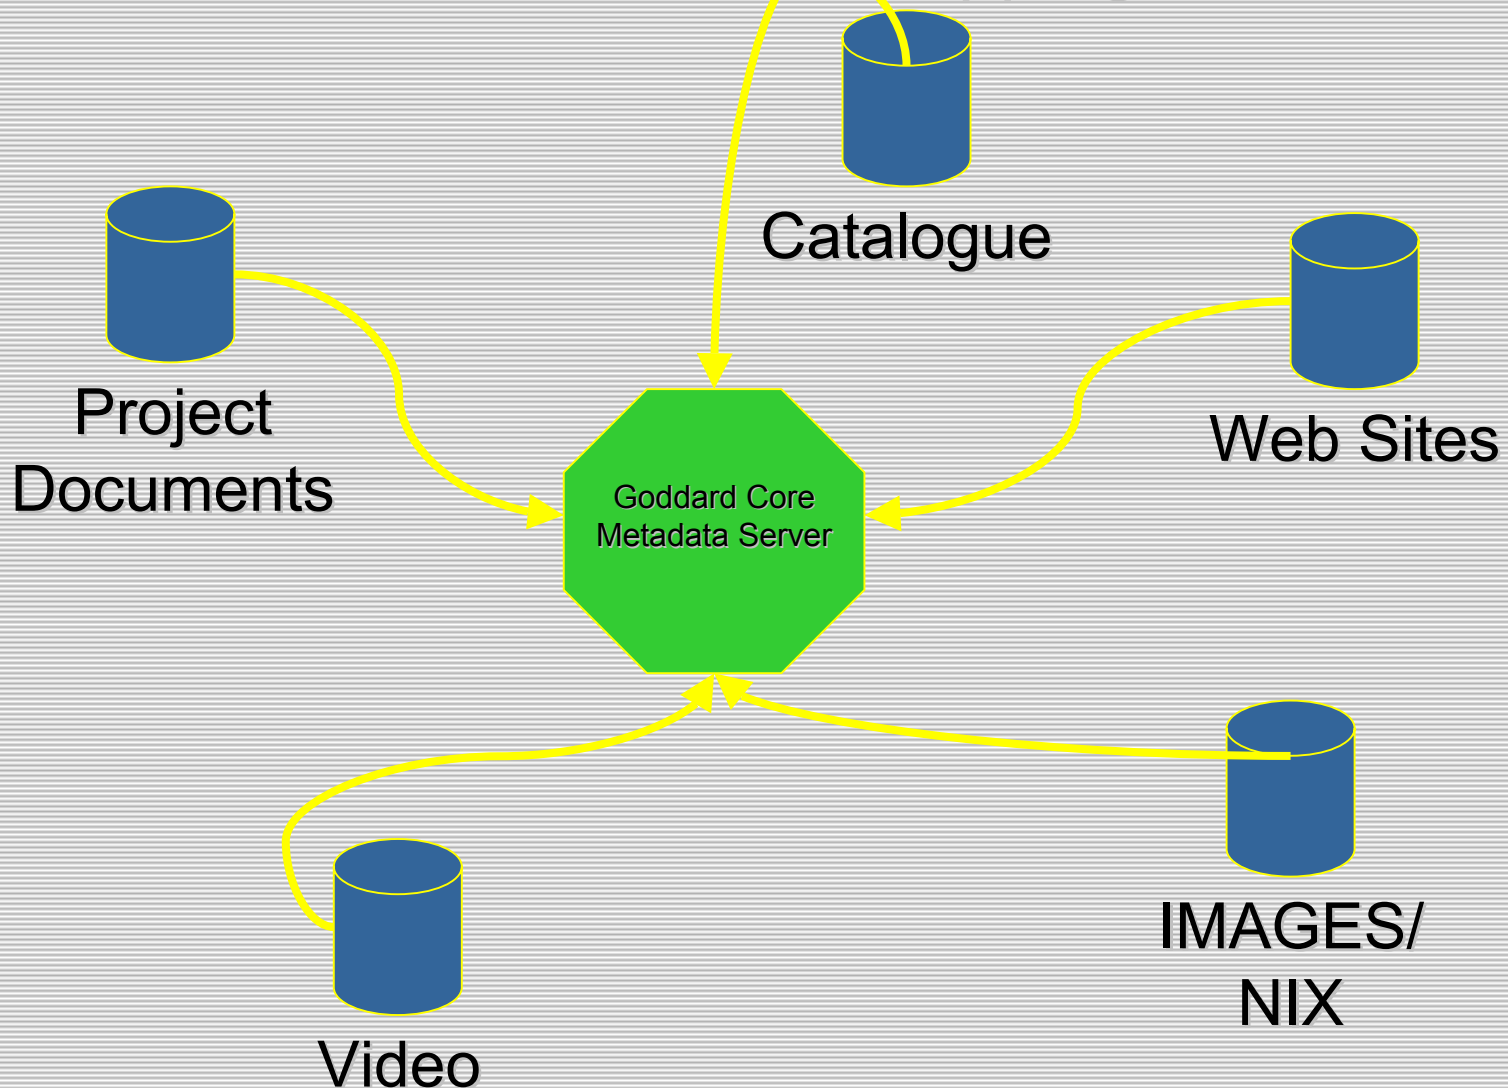 Catalogue
Project
Documents
Web Sites
Goddard Core
Metadata Server
IMAGES/
NIX
Video